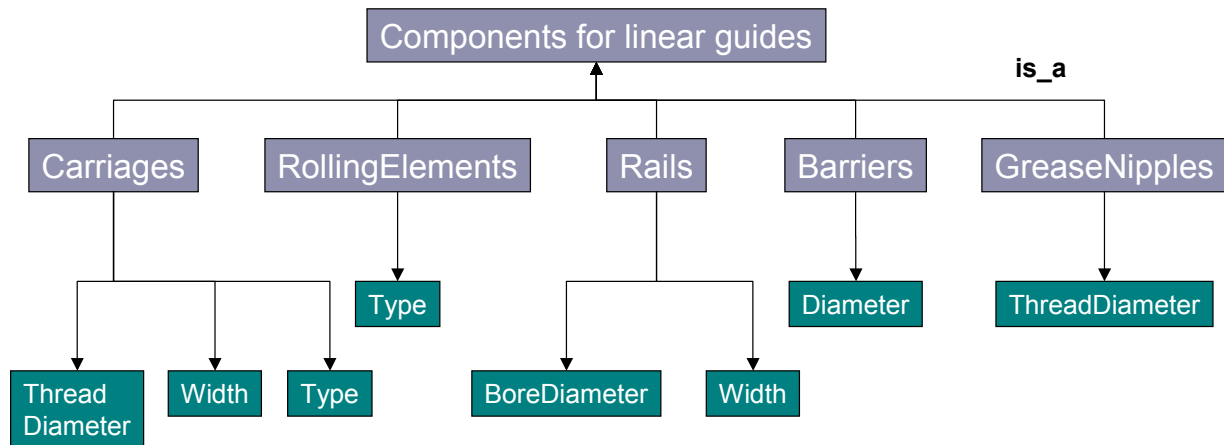 Components for linear guides
is_a
Carriages
RollingElements
Rails
Barriers
GreaseNipples
Type
Diameter
ThreadDiameter
Thread
Diameter
Width
Type
BoreDiameter
Width